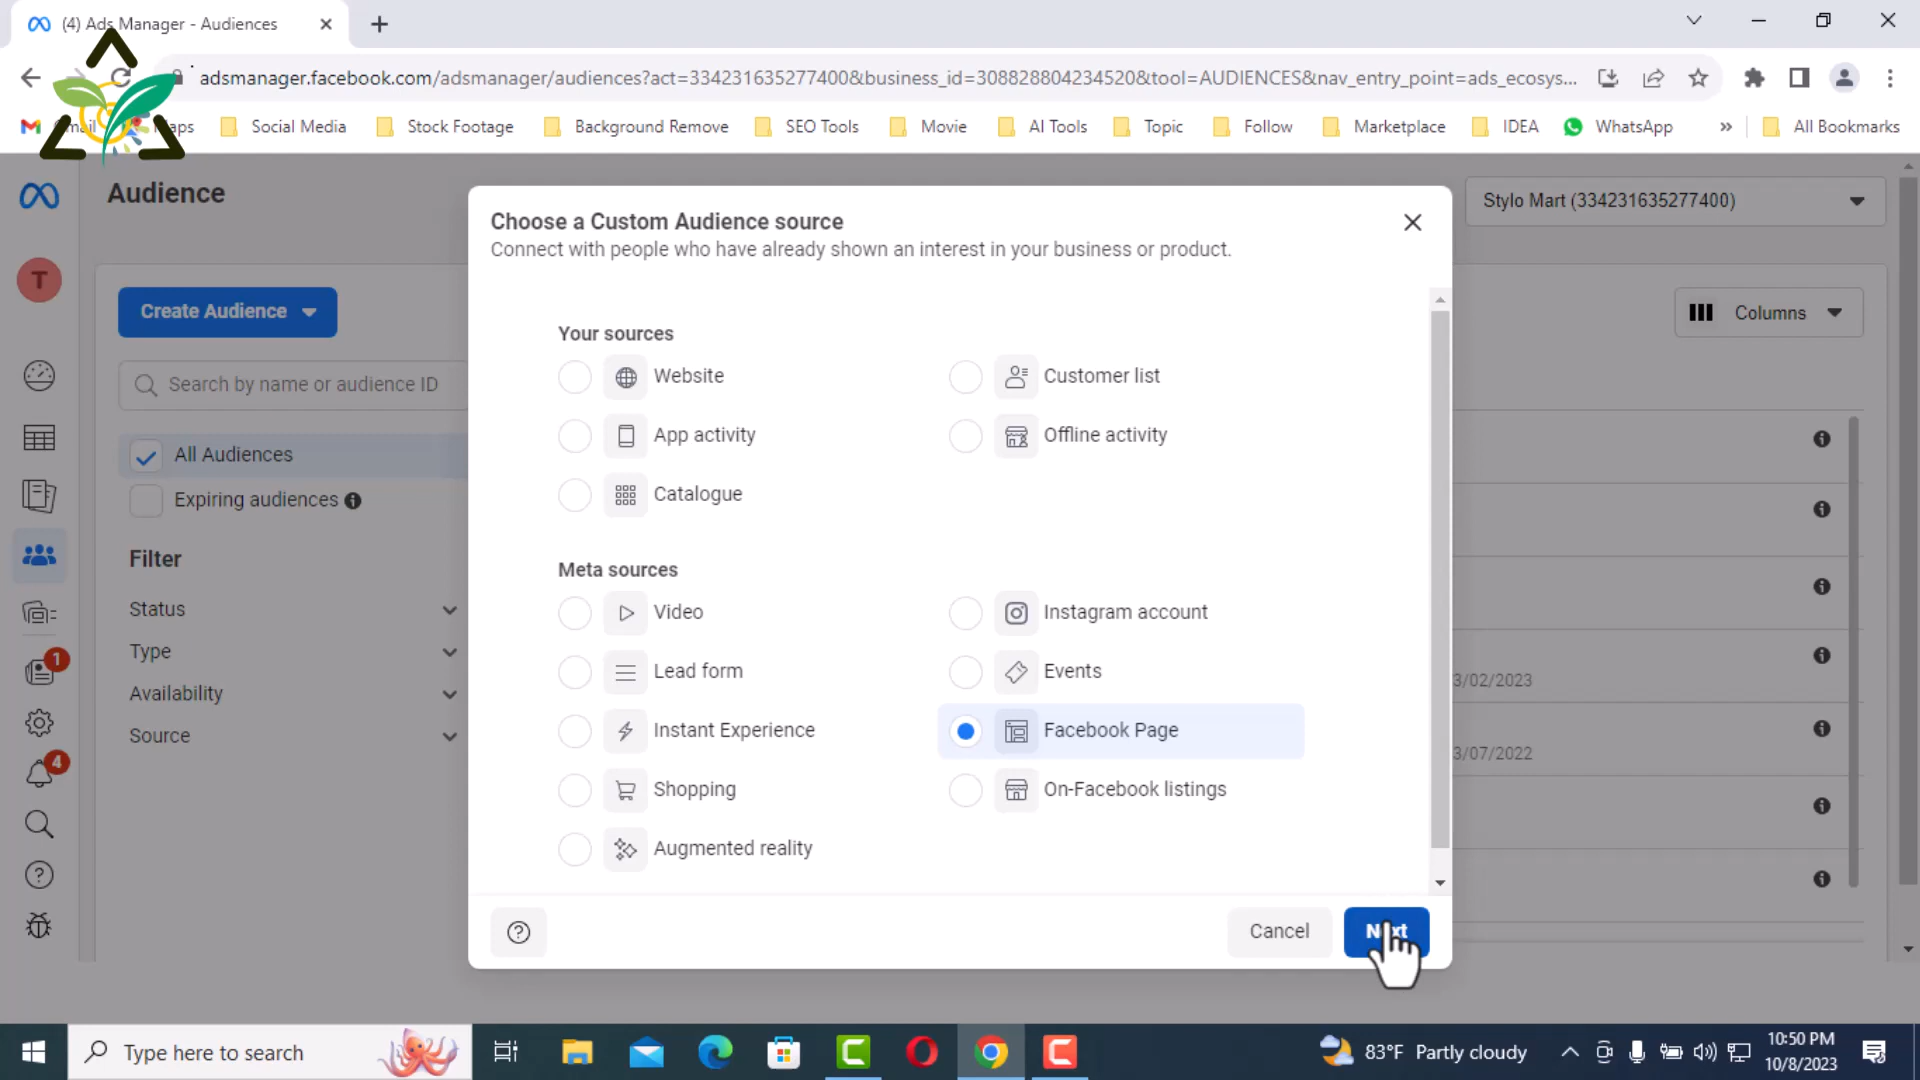 (4) Ads Manager - Audiences
adsmanager.facebook.com/adsmanager/audiences?act=334231635277400&business_id=308828804234520&tool=AUDIENCES&nav_entry_point=ads_ecosys...
Social Media
Stock Footage
Background Remove
SEO Tools
Movie
AI Tools
Topic
Follow
Marketplace
IDEA
WhatsApp
»
All Bookmarks
Audience
Stylo Mart (334231635277400)
T
Create Audience
Columns
Search by name or audience ID
All Audiences
Expiring audiences
Filter
Status
Type
Availability
Source
1
4
3/02/2023
3/07/2022
Choose a Custom Audience source
Connect with people who have already shown an interest in your business or product.
Your sources
Website
Customer list
App activity
Offline activity
Catalogue
Meta sources
Video
Instagram account
Lead form
Events
Instant Experience
Facebook Page
Shopping
On-Facebook listings
Augmented reality
Cancel
Next
Type here to search
83°F Partly cloudy
10:50 PM
10/8/2023